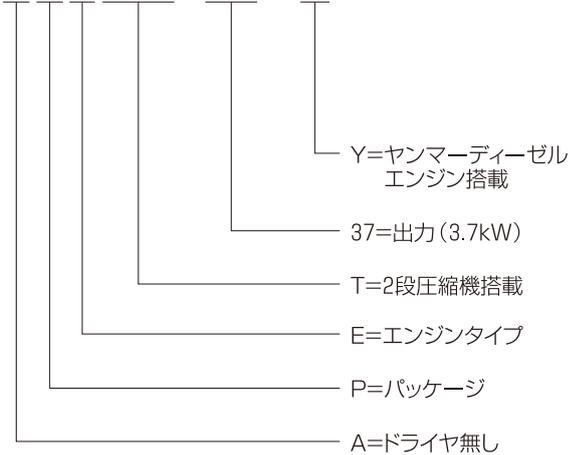 Y=ヤンマーディーゼル
エンジン搭載
37=出力（3.7kW）
T=2段圧縮機搭載
E=エンジンタイプ
P=パッケージ
A=ドライヤ無し